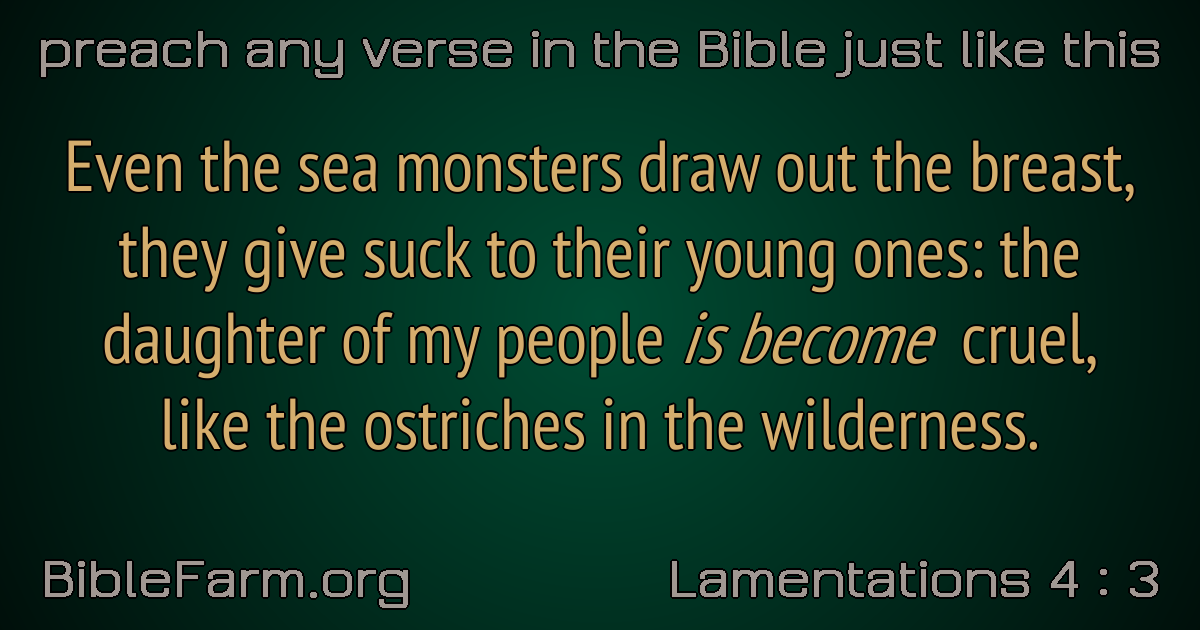 preach any verse in the Bible just like this
Even the sea monsters draw out the breast,
they give suck to their young ones: the
daughter of my people is become cruel,
like the ostriches in the wilderness.
BibleFarm.org
Lamentations 4 : 3